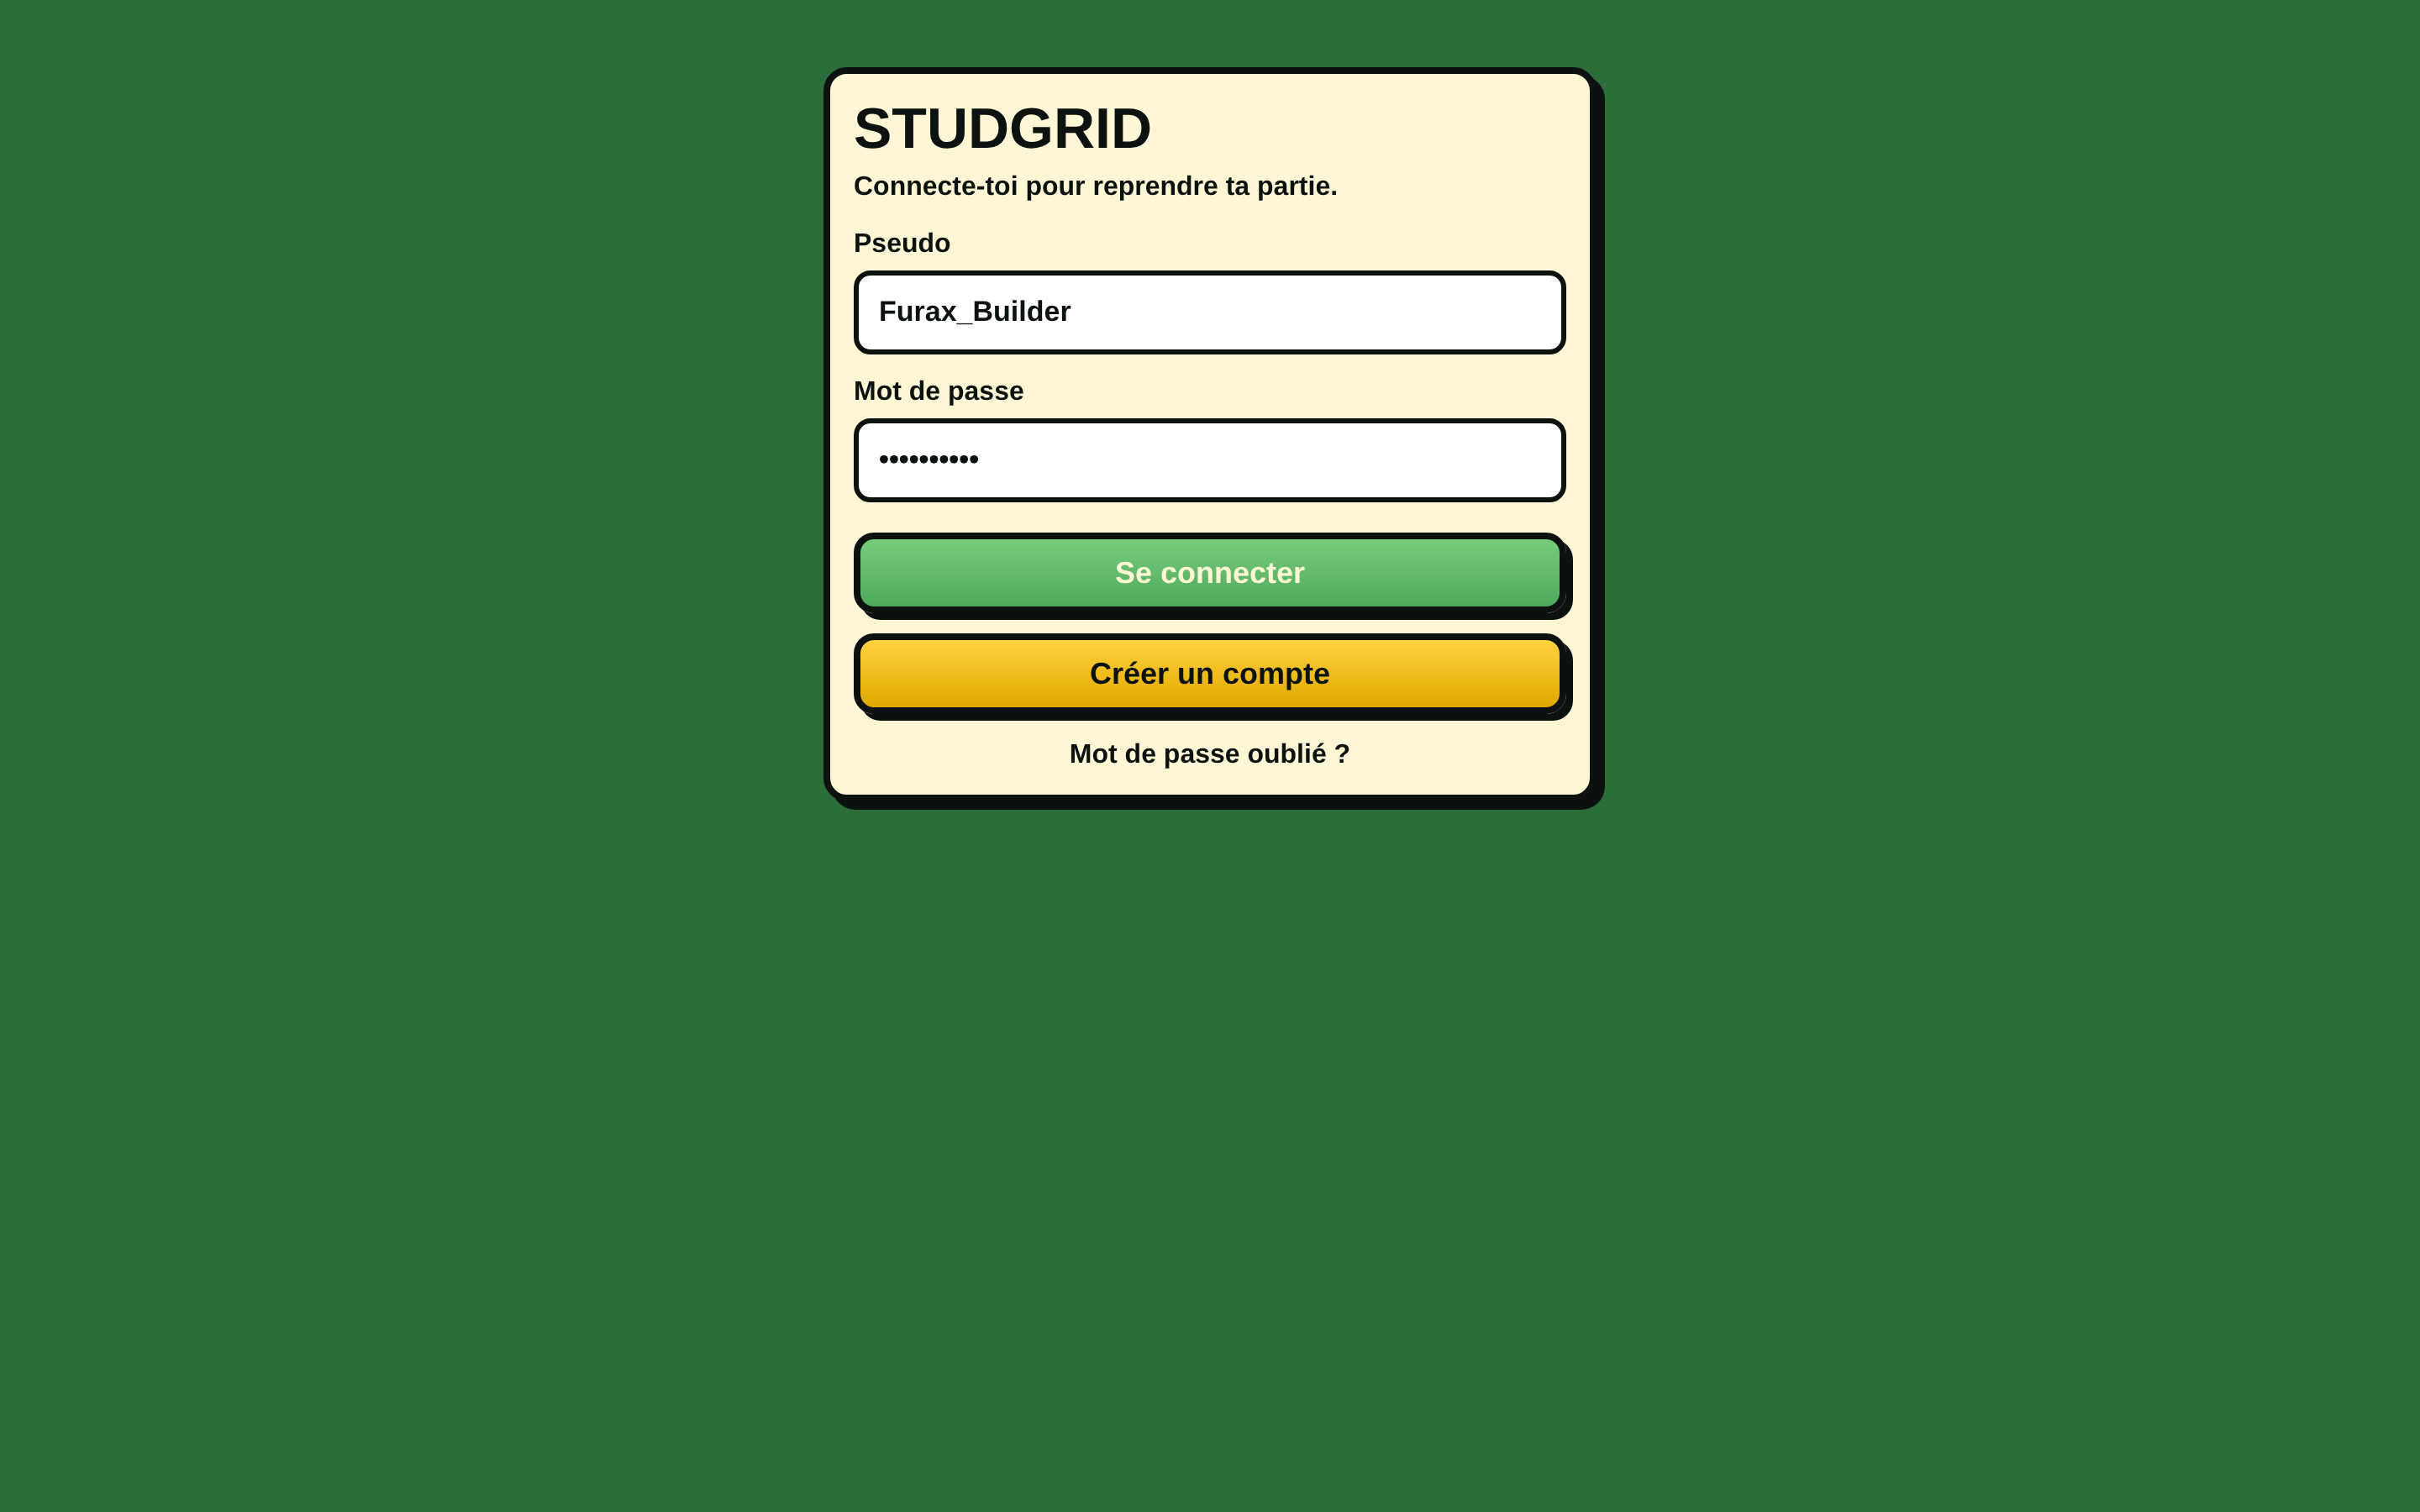 STUDGRID
Connecte-toi pour reprendre ta partie.
Pseudo
Furax_Builder
Mot de passe
••••••••••
Se connecter
Créer un compte
Mot de passe oublié ?